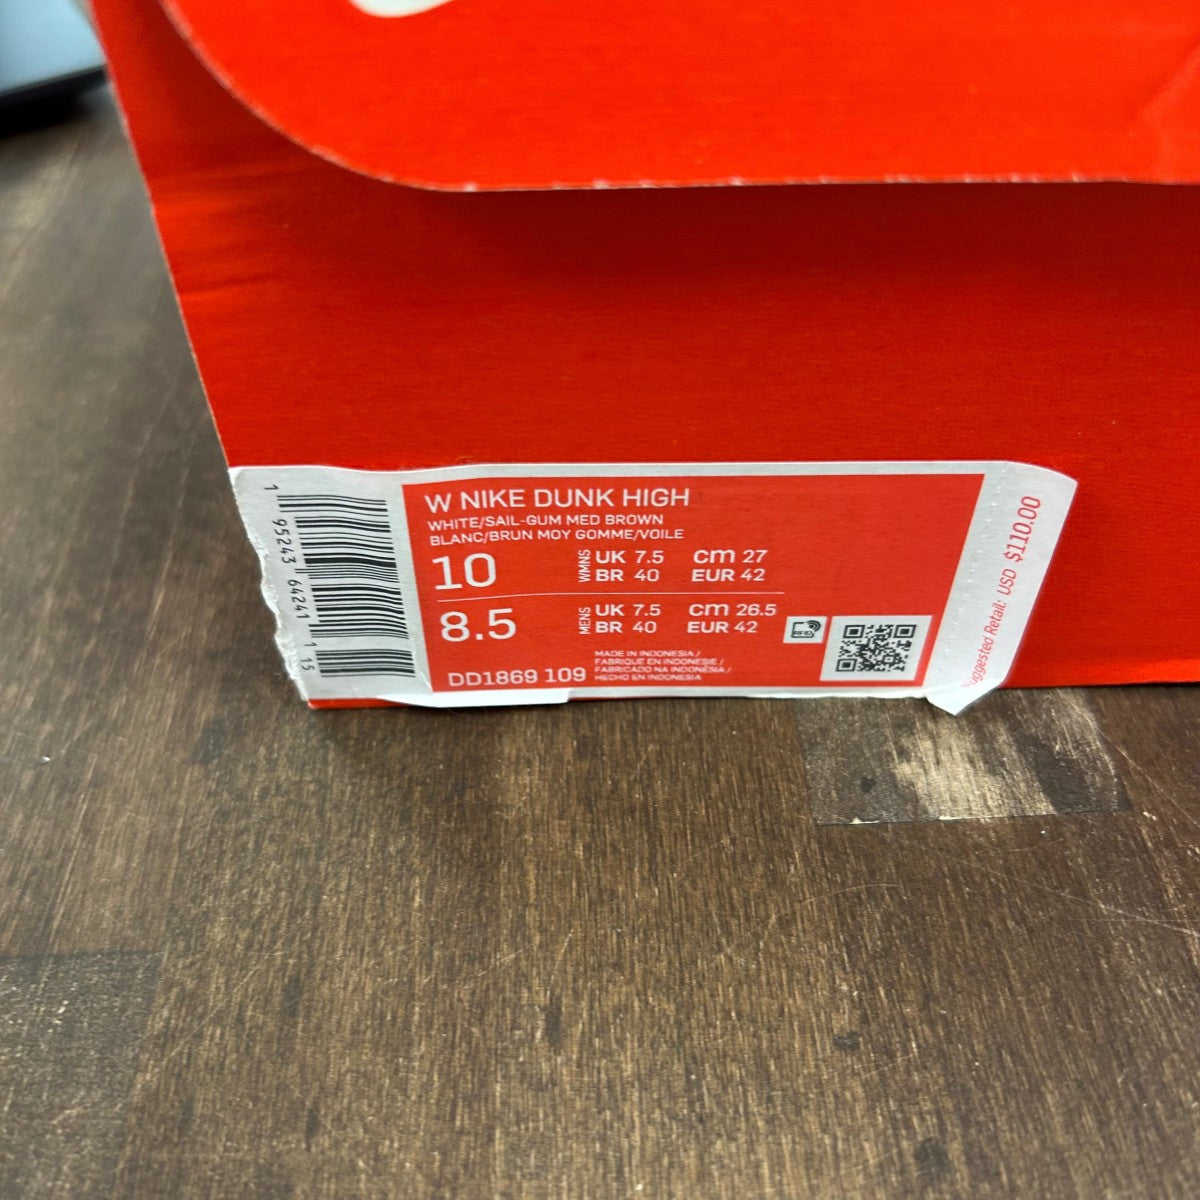 W NIKE DUNK HIGH
WHITE/SAIL-GUM MED BROWN
BLANC/BRUN MOY GOMME/VOILE
10 WMNS UK 7.5 CM 27
BR 40 EUR 42
8.5 MENS UK 7.5 CM 26.5
BR 40 EUR 42
DD1869 109
MADE IN INDONESIA /
FABRIQUÉ EN INDONÉSIE /
FABRICADO NA INDONÉSIA /
HECHO EN INDONESIA
1 95243 64241 1 15
Suggested Retail: USD $110.00